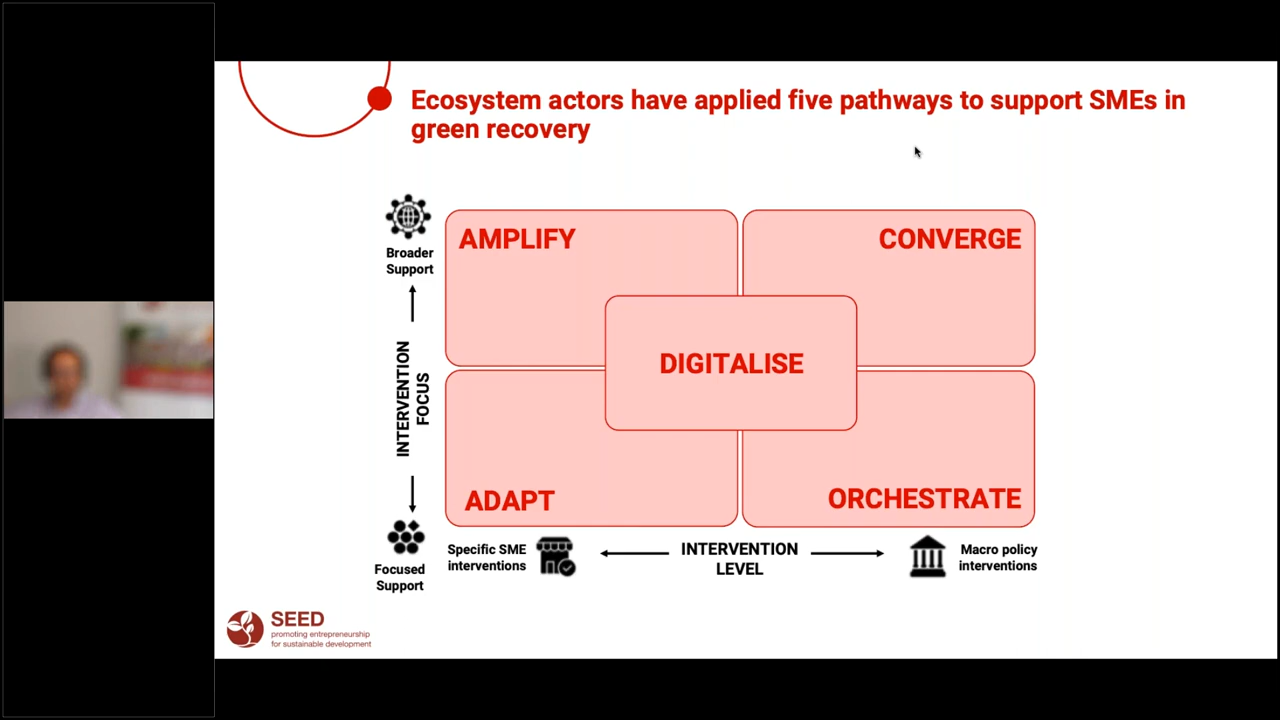 Ecosystem actors have applied five pathways to support SMEs in
green recovery
Broader
Support
INTERVENTION
FOCUS
Focused
Support
AMPLIFY
CONVERGE
DIGITALISE
ADAPT
ORCHESTRATE
Specific SME
interventions
INTERVENTION
LEVEL
Macro policy
interventions
SEED
promoting entrepreneurship
for sustainable development